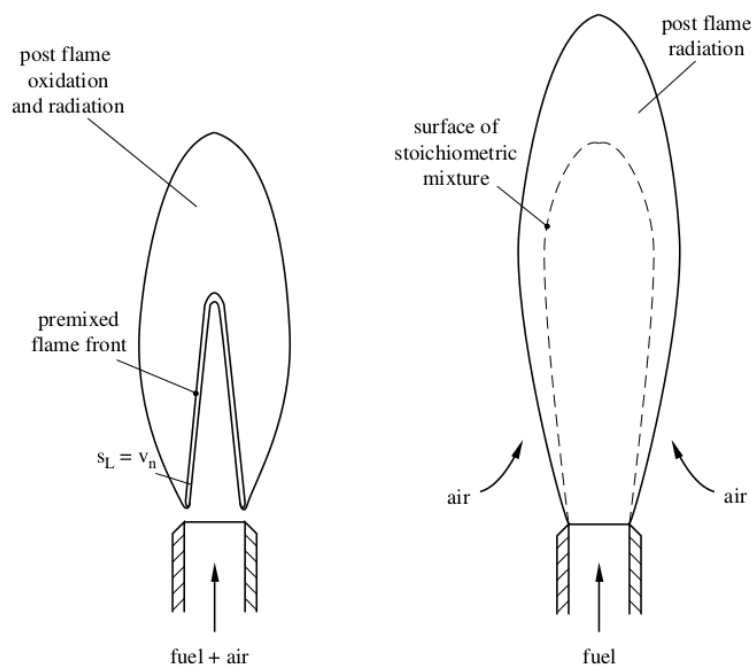 post flame
oxidation
and radiation
premixed
flame front
s_L = v_n
fuel + air
post flame
radiation
surface of
stoichiometric
mixture
air
air
fuel